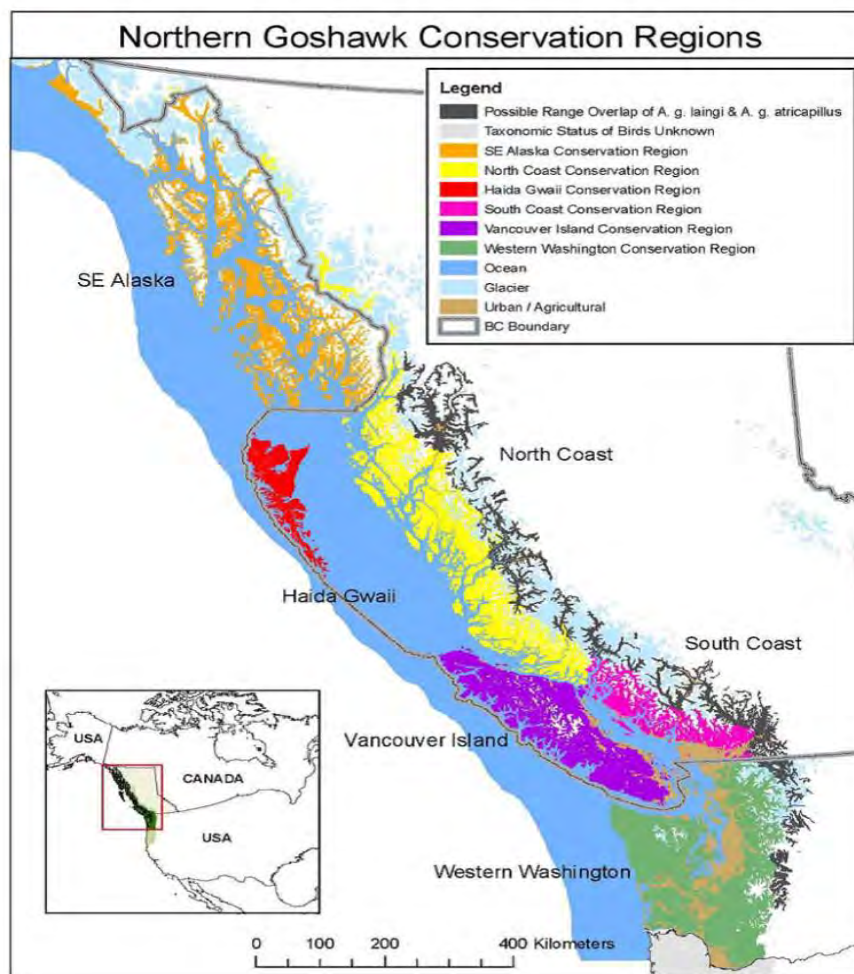 Northern Goshawk Conservation Regions
Legend
Possible Range Overlap of A. g. laingi & A. g. atricapillus
Taxonomic Status of Birds Unknown
SE Alaska Conservation Region
North Coast Conservation Region
Haida Gwaii Conservation Region
South Coast Conservation Region
Vancouver Island Conservation Region
Western Washington Conservation Region
Ocean
Glacier
Urban / Agricultural
BC Boundary
SE Alaska
North Coast
Haida Gwaii
South Coast
Vancouver Island
Western Washington
USA
CANADA
USA
0 100 200 400 Kilometers